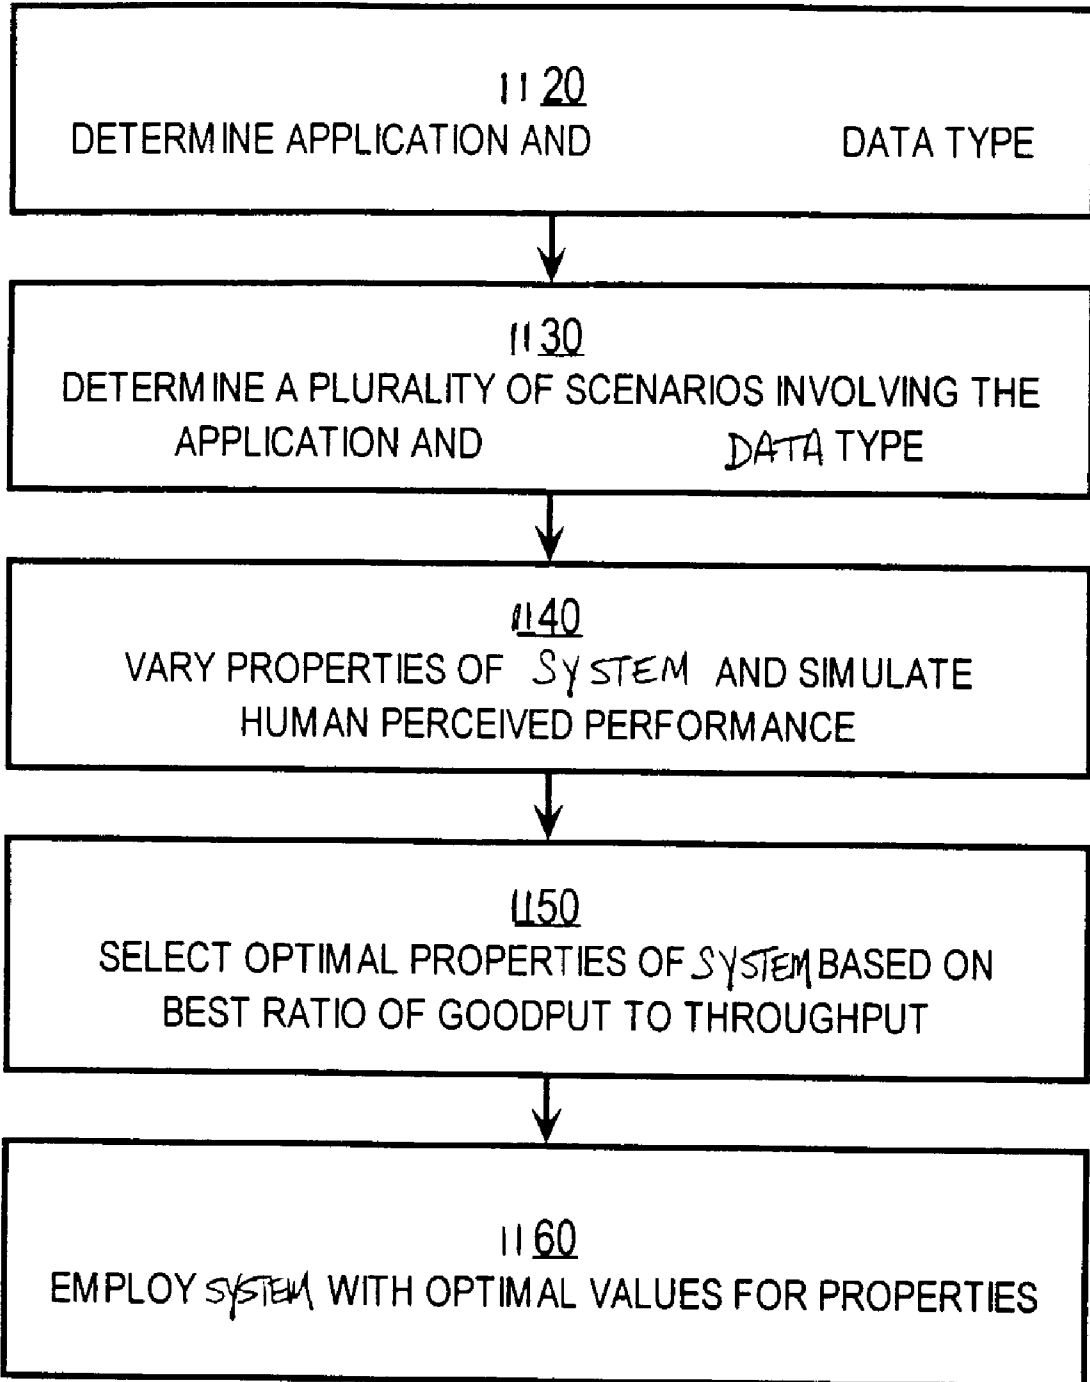 1120
DETERMINE APPLICATION AND DATA TYPE
1130
DETERMINE A PLURALITY OF SCENARIOS INVOLVING THE
APPLICATION AND DATA TYPE
1140
VARY PROPERTIES OF SYSTEM AND SIMULATE
HUMAN PERCEIVED PERFORMANCE
1150
SELECT OPTIMAL PROPERTIES OF SYSTEM BASED ON
BEST RATIO OF GOODPUT TO THROUGHPUT
1160
EMPLOY SYSTEM WITH OPTIMAL VALUES FOR PROPERTIES